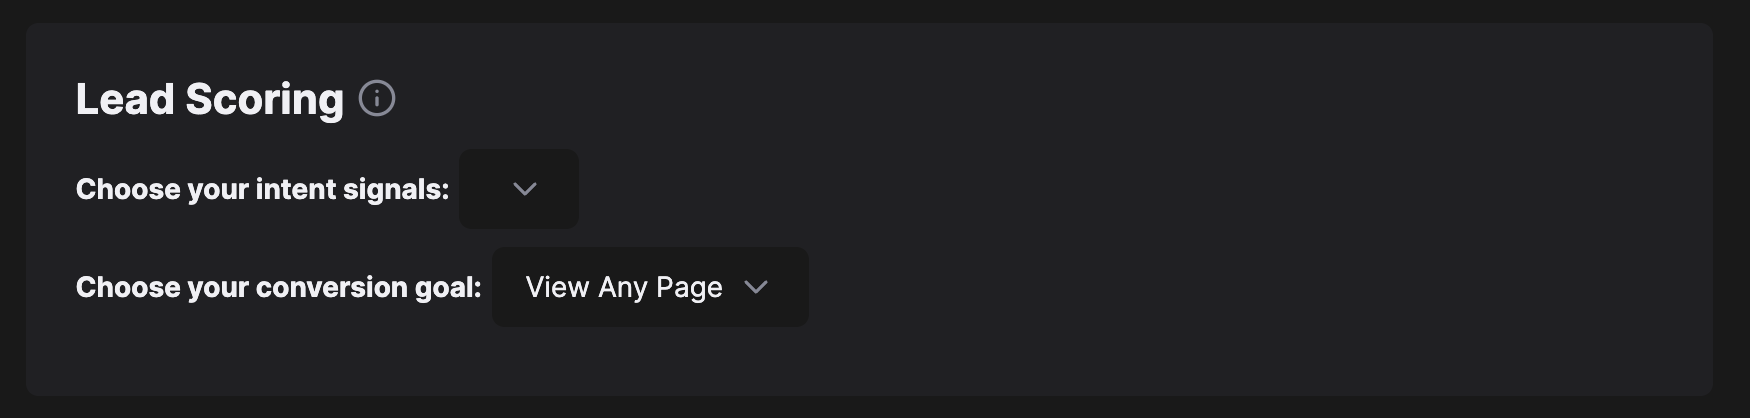 Lead Scoring
Choose your intent signals:
Choose your conversion goal: View Any Page